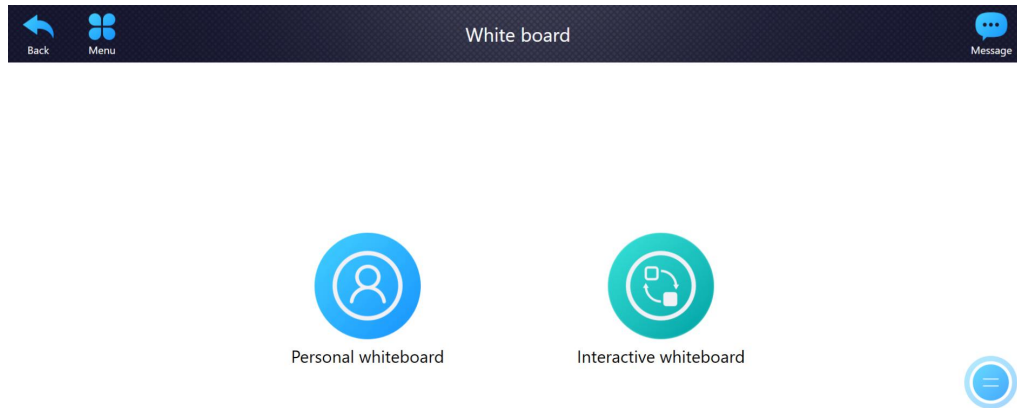 White board
Back
Menu
Message
Personal whiteboard
Interactive whiteboard